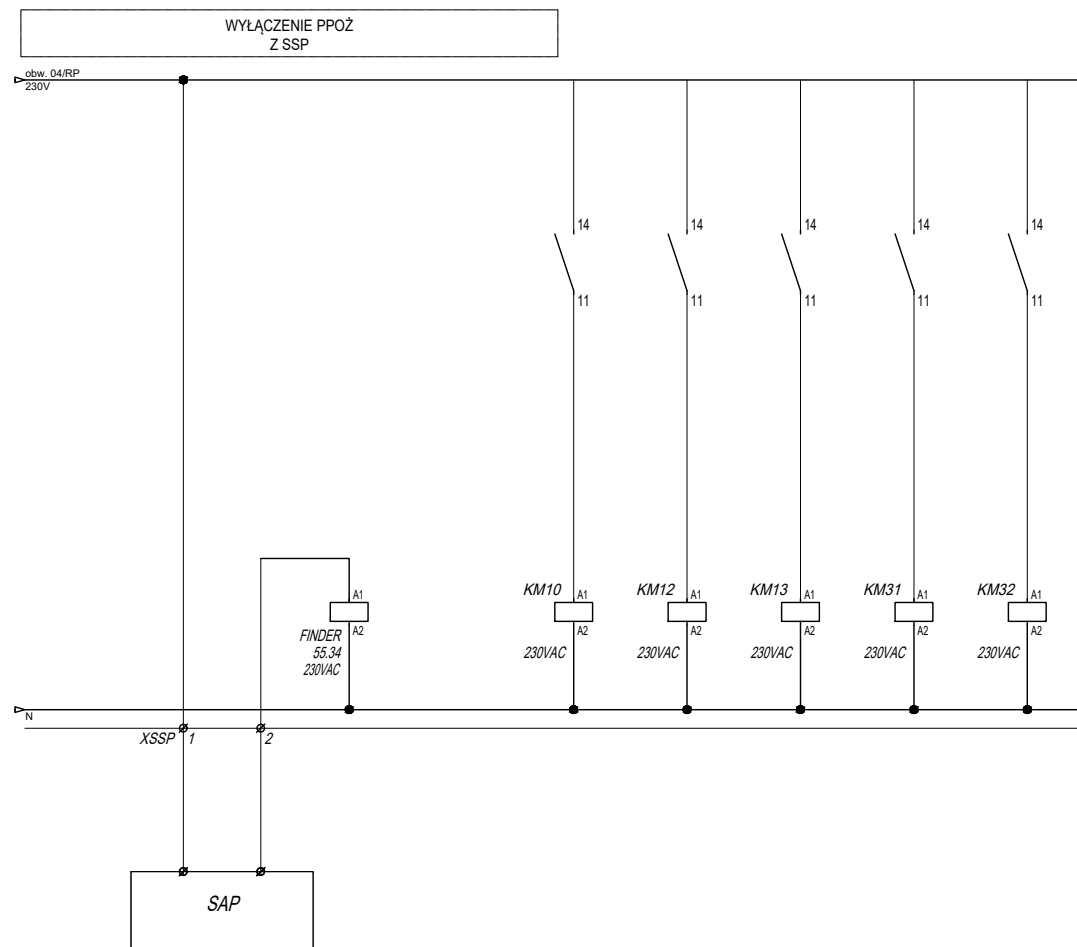 WYŁĄCZENIE PPOŻ
Z SSP
obw. 04/RP
230V
14 14 14 14 14
11 11 11 11 11
KM10 A1 KM12 A1 KM13 A1 KM31 A1 KM32 A1
A1
A2 A2 A2 A2 A2 A2
FINDER
55.34
230VAC
230VAC 230VAC 230VAC 230VAC 230VAC
N
XSSP 1 2
SAP